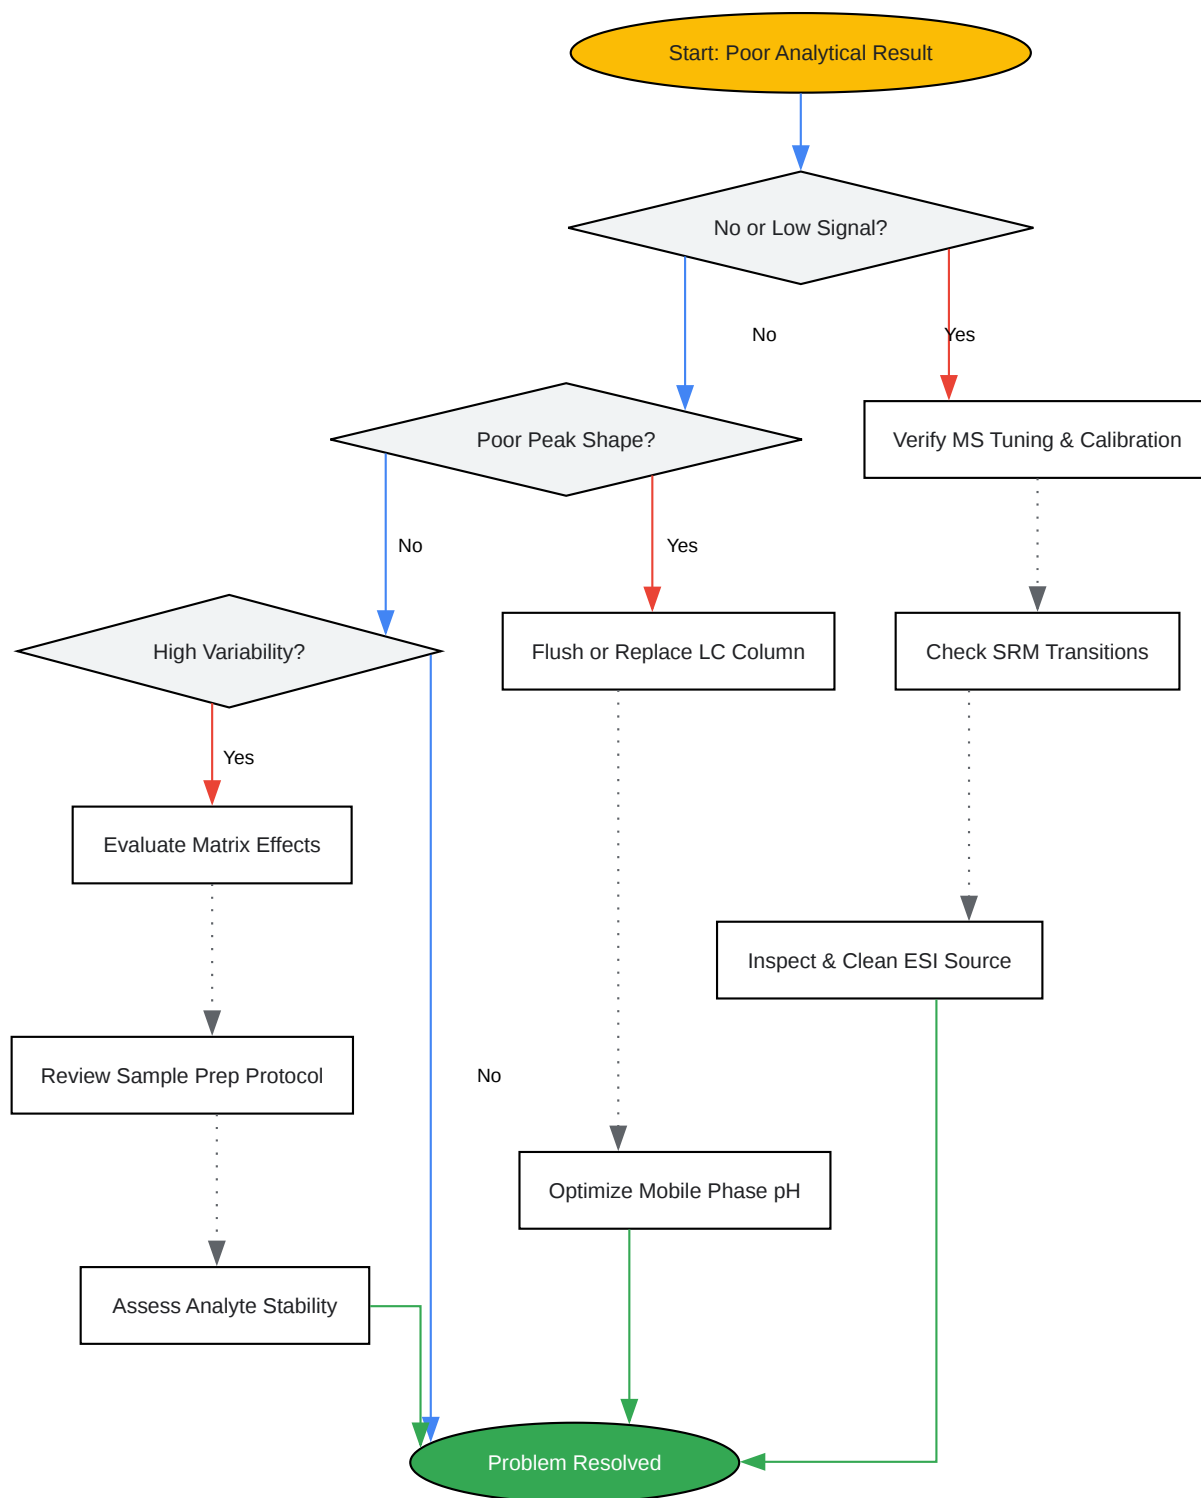 Start: Poor Analytical Result
No or Low Signal?
No
Yes
Poor Peak Shape?
Verify MS Tuning & Calibration
No
Yes
High Variability?
Flush or Replace LC Column
Check SRM Transitions
Yes
Evaluate Matrix Effects
Inspect & Clean ESI Source
Review Sample Prep Protocol
No
Optimize Mobile Phase pH
Assess Analyte Stability
Problem Resolved